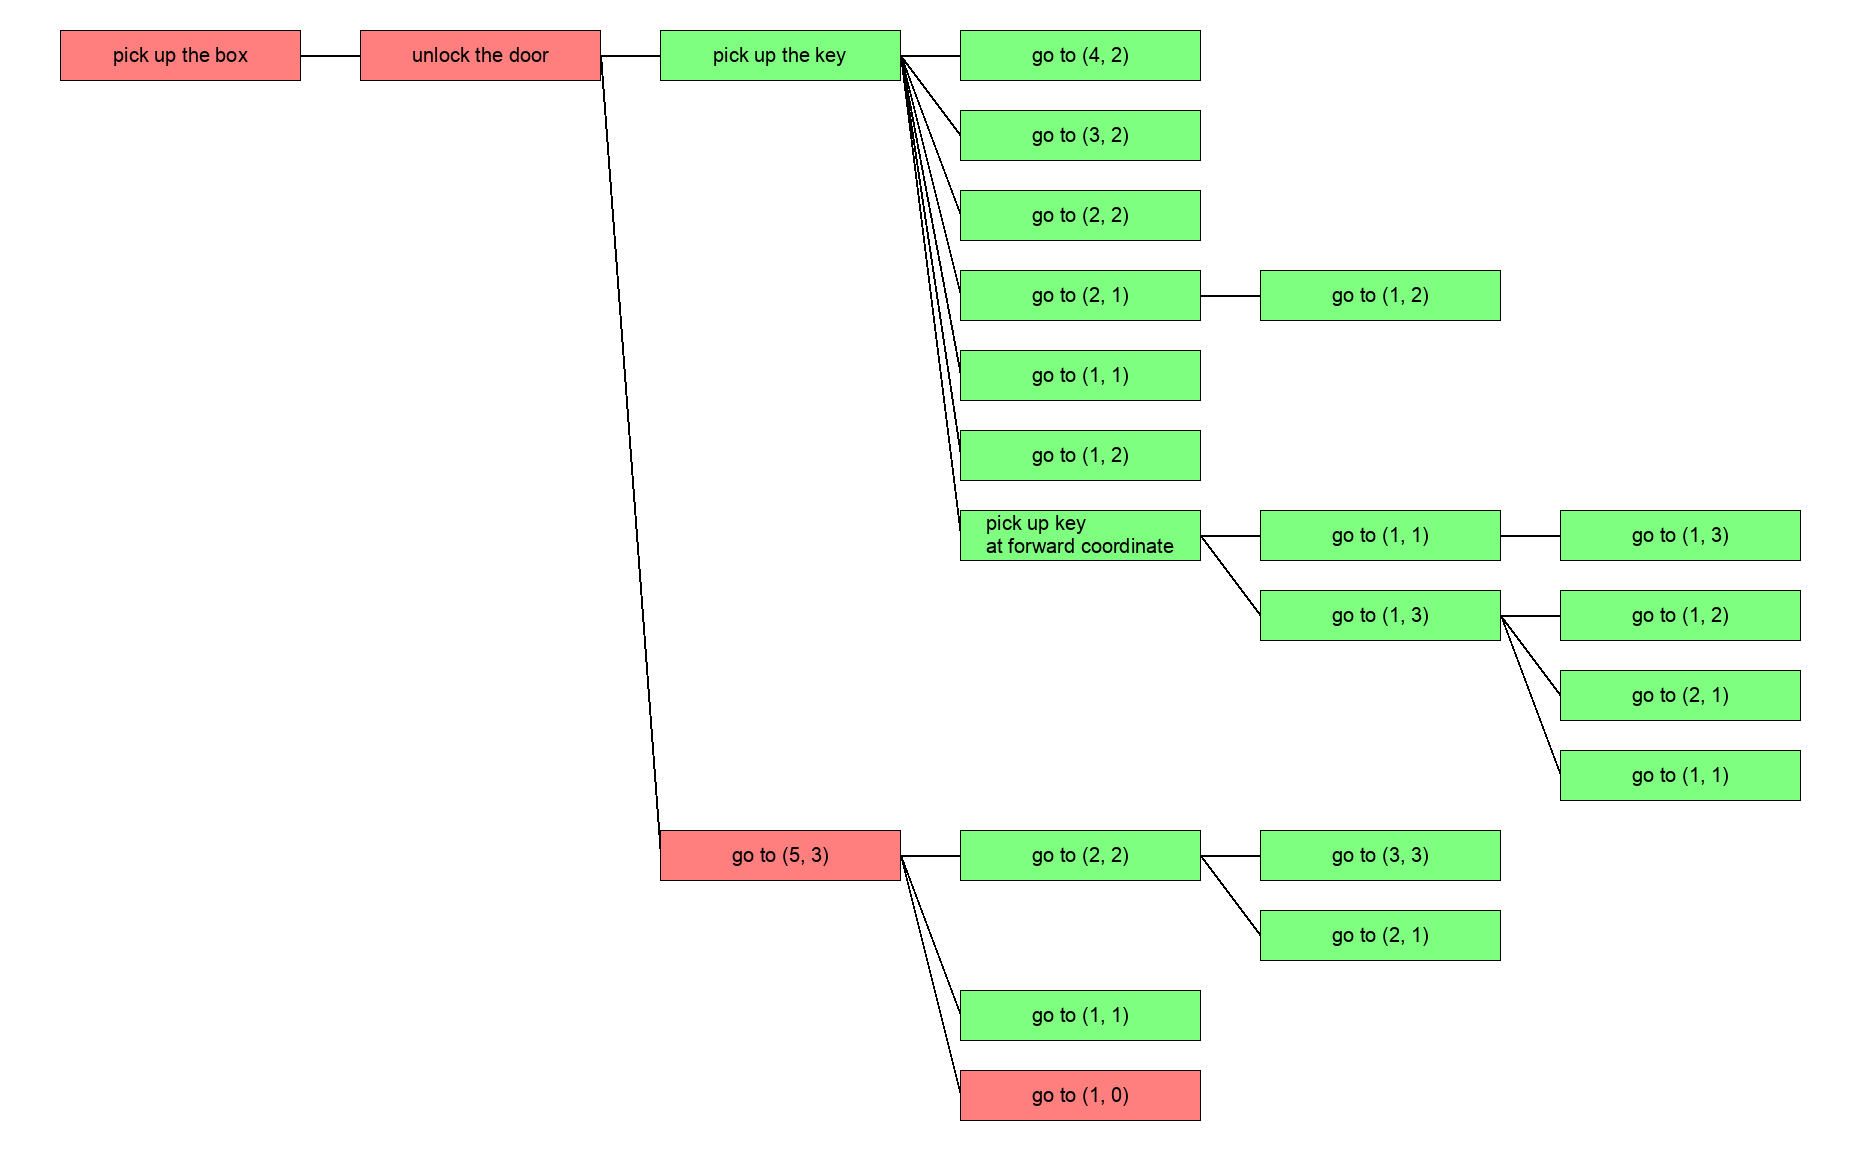 pick up the box
unlock the door
pick up the key
go to (4, 2)
go to (3, 2)
go to (2, 2)
go to (2, 1)
go to (1, 2)
go to (1, 1)
go to (1, 2)
pick up key
at forward coordinate
go to (1, 1)
go to (1, 3)
go to (1, 3)
go to (1, 2)
go to (2, 1)
go to (1, 1)
go to (5, 3)
go to (2, 2)
go to (3, 3)
go to (2, 1)
go to (1, 1)
go to (1, 0)